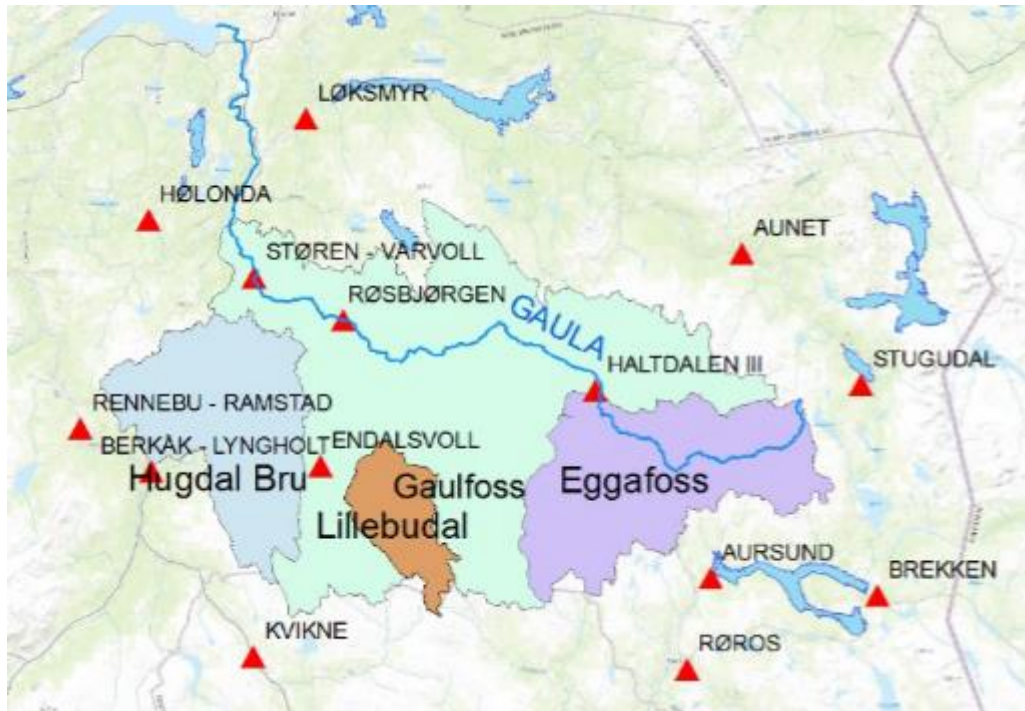 LØKSMYR
HØLONDA
AUNET
STØREN - VARVOLL
RØSBJØRGEN
GAULA
STUGUDAL
HALTDALEN III
RENNEBU - RAMSTAD
BERKÅK - LYNGHOLT
ENDALSVOLL
Hugdal Bru
Gaulfoss
Eggafoss
Lillebudal
AURSUND
BREKKEN
KVIKNE
RØROS